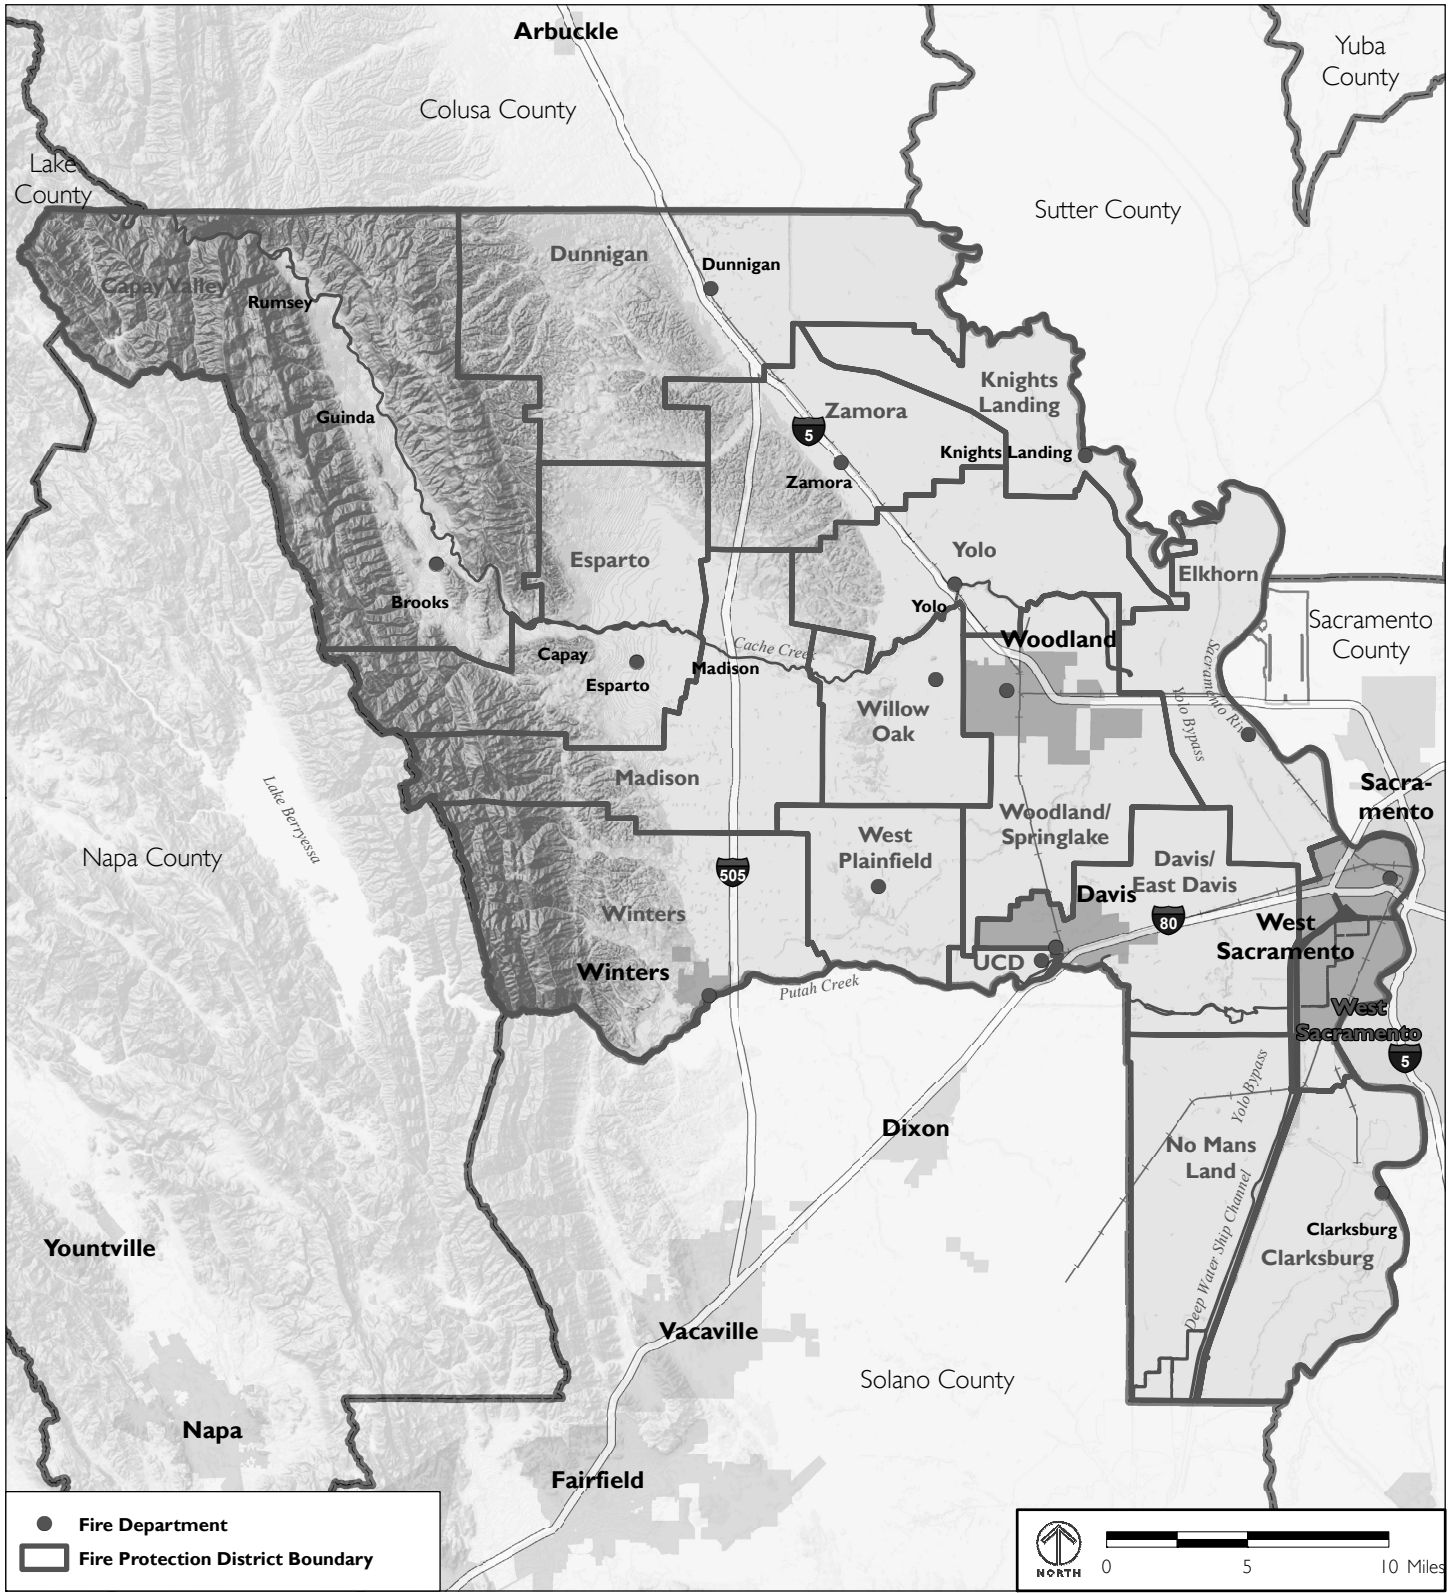 Arbuckle
Yuba
County
Colusa County
Lake
County
Sutter County
Dunnigan
Dunnigan
Capay Valley
Rumsey
Knights
Landing
Zamora
Guinda
5
Knights Landing
Zamora
Yolo
Esparto
Elkhorn
Brooks
Yolo
Sacramento
County
Woodland
Cache Creek
Capay
Madison
Esparto
Sacramento Riv
Yolo Bypass
Willow
Oak
Madison
Sacra-
mento
Lake Berryessa
Woodland/
Springlake
Napa County
West
Plainfield
Davis/
East Davis
505
Davis
Winters
80
West
Sacramento
UCD
Winters
Putah Creek
West
Sacramento
5
Yolo Bypass
Dixon
No Mans
Land
Deep Water Ship Channel
Clarksburg
Clarksburg
Yountville
Vacaville
Solano County
Napa
Fairfield
Fire Department
Fire Protection District Boundary
NORTH
0 5 10 Miles